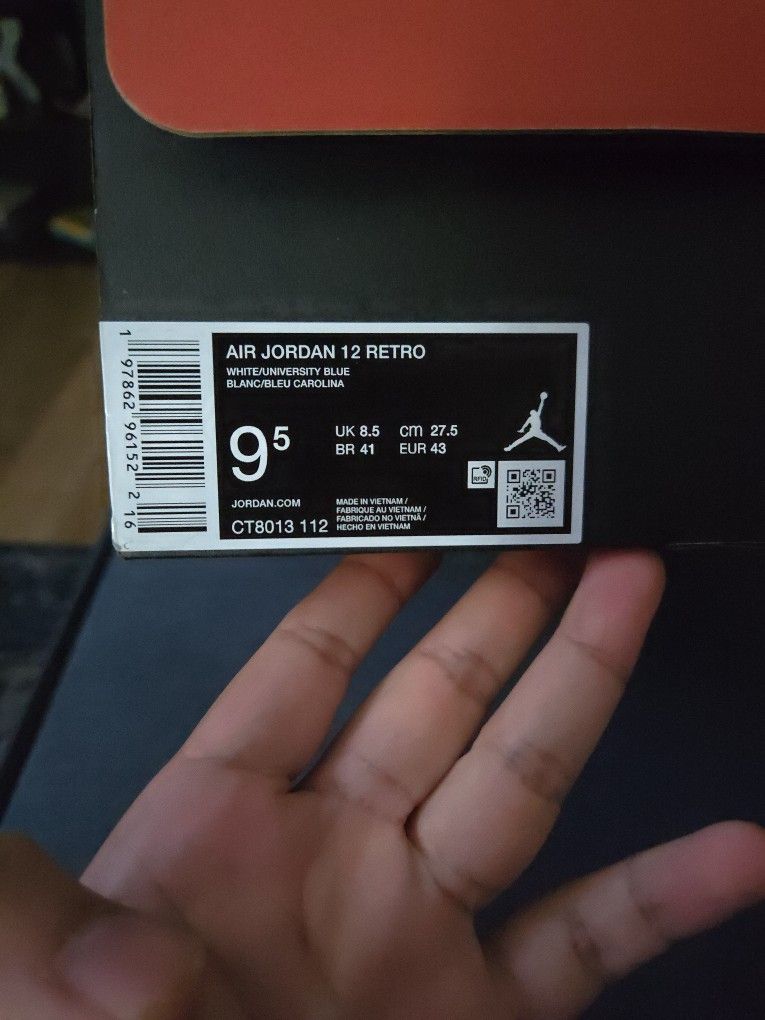 AIR JORDAN 12 RETRO
WHITE/UNIVERSITY BLUE
BLANC/BLEU CAROLINA
9⁵
UK 8.5 cm 27.5
BR 41 EUR 43
RFID
JORDAN.COM
CT8013 112
MADE IN VIETNAM /
FABRIQUE AU VIETNAM /
FABRICADO NO VIETNÃ /
HECHO EN VIETNAM
1 97862 96152 2 16